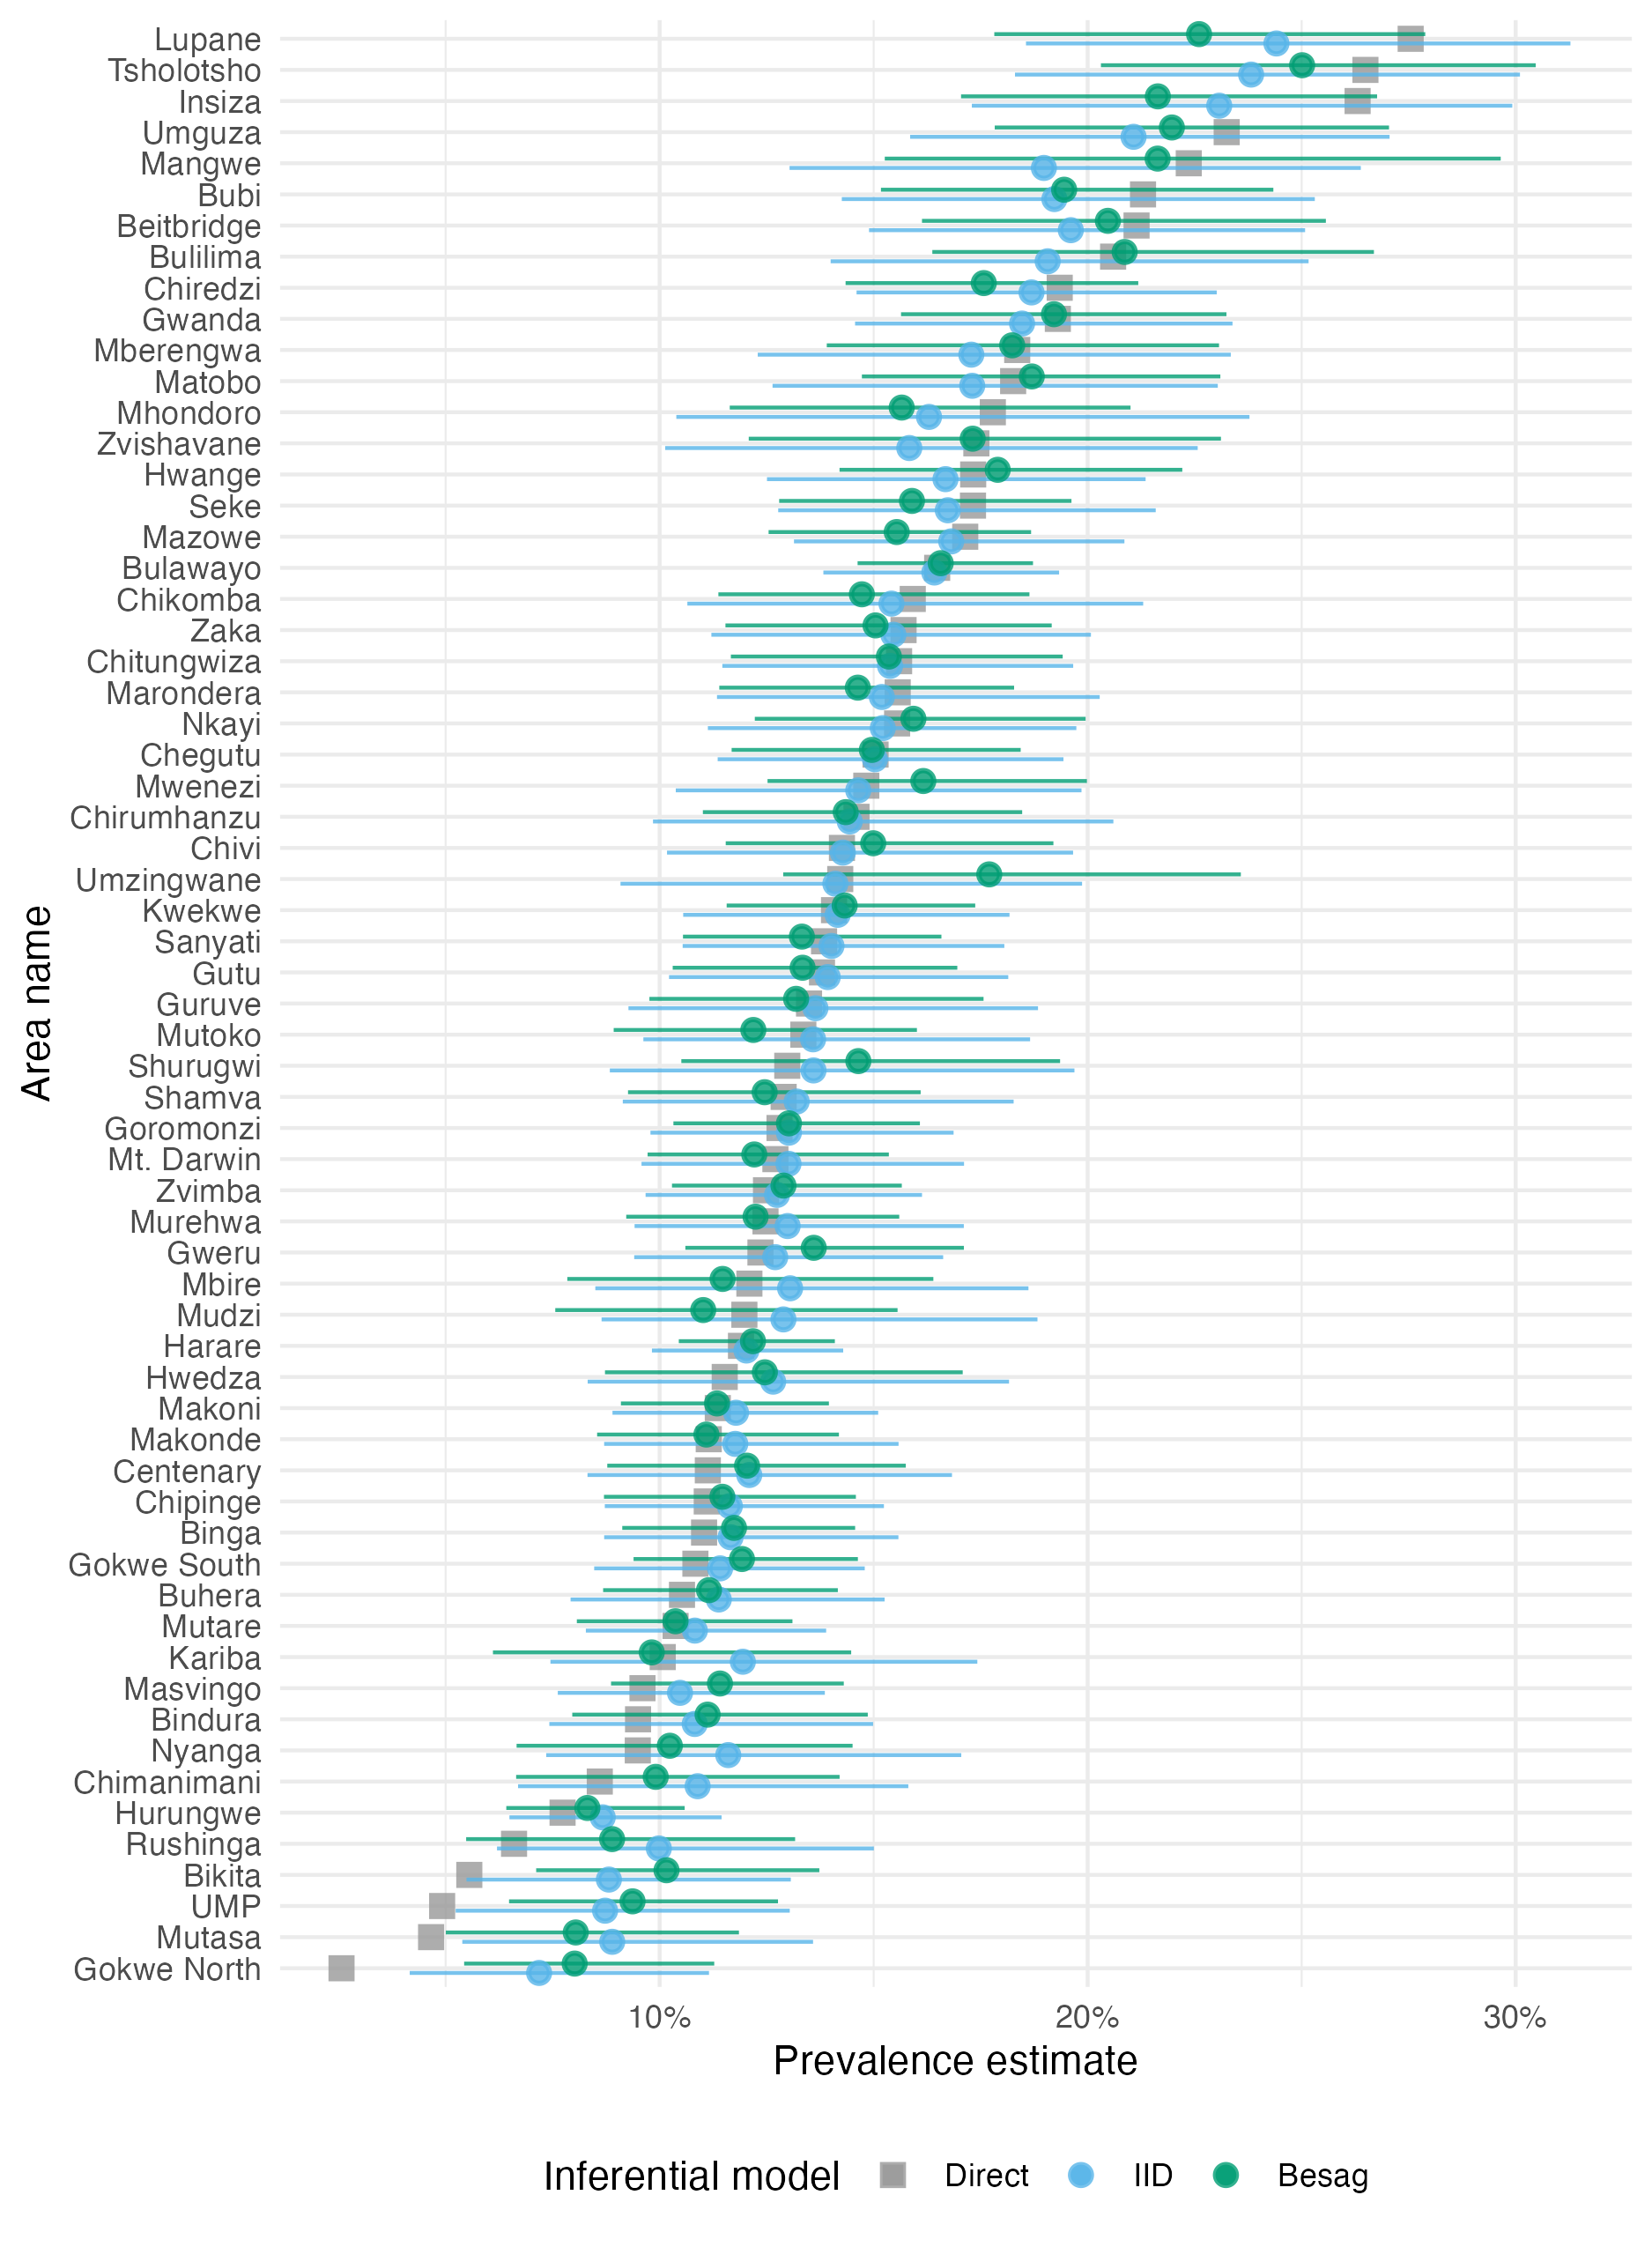 Lupane
Tsholotsho
Insiza
Umguza
Mangwe
Bubi
Beitbridge
Bulilima
Chiredzi
Gwanda
Mberengwa
Matobo
Mhondoro
Zvishavane
Hwange
Seke
Mazowe
Bulawayo
Chikomba
Zaka
Chitungwiza
Marondera
Nkayi
Chegutu
Mwenezi
Chirumhanzu
Chivi
Umzingwane
Kwekwe
Sanyati
Gutu
Guruve
Mutoko
Shurugwi
Shamva
Goromonzi
Mt. Darwin
Zvimba
Murehwa
Gweru
Mbire
Mudzi
Harare
Hwedza
Makoni
Makonde
Centenary
Chipinge
Binga
Gokwe South
Buhera
Mutare
Kariba
Masvingo
Bindura
Nyanga
Chimanimani
Hurungwe
Rushinga
Bikita
UMP
Mutasa
Gokwe North
Area name
10% 20% 30%
Prevalence estimate
Inferential model Direct IID Besag